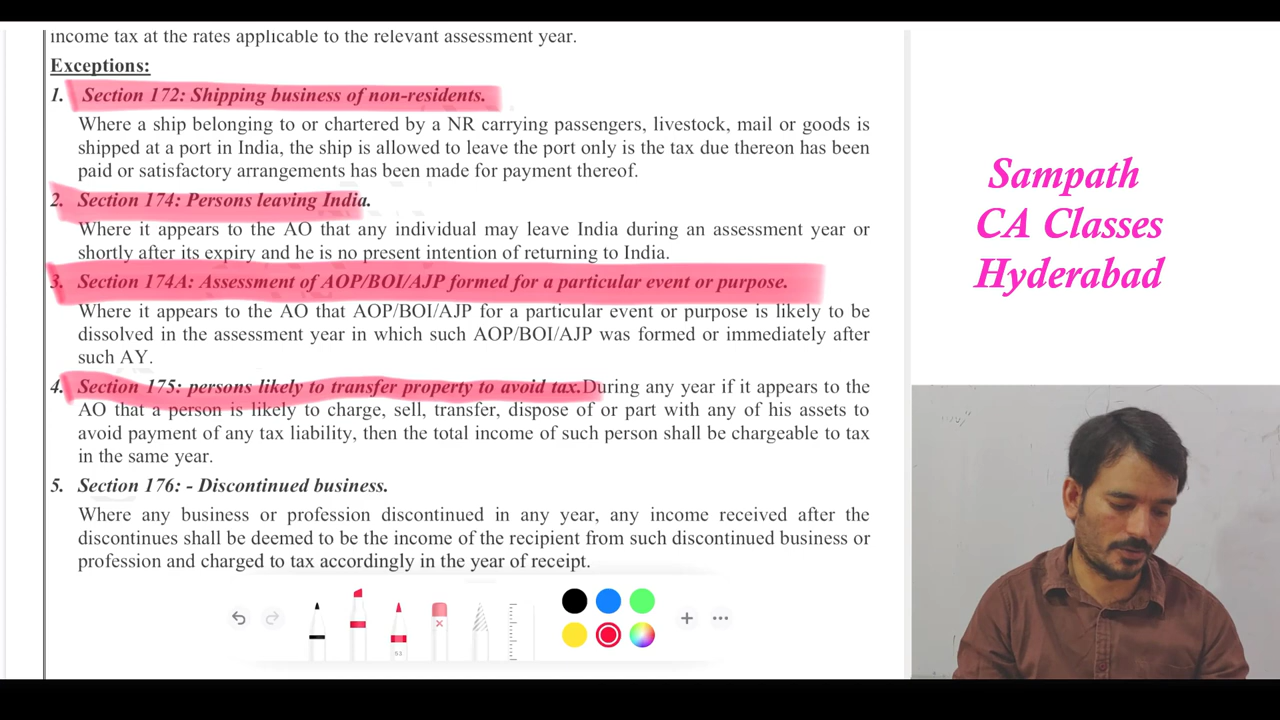 income tax at the rates applicable to the relevant assessment year.
Exceptions:
1. Section 172: Shipping business of non-residents.
Where a ship belonging to or chartered by a NR carrying passengers, livestock, mail or goods is
shipped at a port in India, the ship is allowed to leave the port only is the tax due thereon has been
paid or satisfactory arrangements has been made for payment thereof.
2. Section 174: Persons leaving India.
Where it appears to the AO that any individual may leave India during an assessment year or
shortly after its expiry and he is no present intention of returning to India.
3. Section 174A: Assessment of AOP/BOI/AJP formed for a particular event or purpose.
Where it appears to the AO that AOP/BOI/AJP for a particular event or purpose is likely to be
dissolved in the assessment year in which such AOP/BOI/AJP was formed or immediately after
such AY.
4. Section 175: persons likely to transfer property to avoid tax.During any year if it appears to the
AO that a person is likely to charge, sell, transfer, dispose of or part with any of his assets to
avoid payment of any tax liability, then the total income of such person shall be chargeable to tax
in the same year.
5. Section 176: - Discontinued business.
Where any business or profession discontinued in any year, any income received after the
discontinues shall be deemed to be the income of the recipient from such discontinued business or
profession and charged to tax accordingly in the year of receipt.
Sampath
CA Classes
Hyderabad